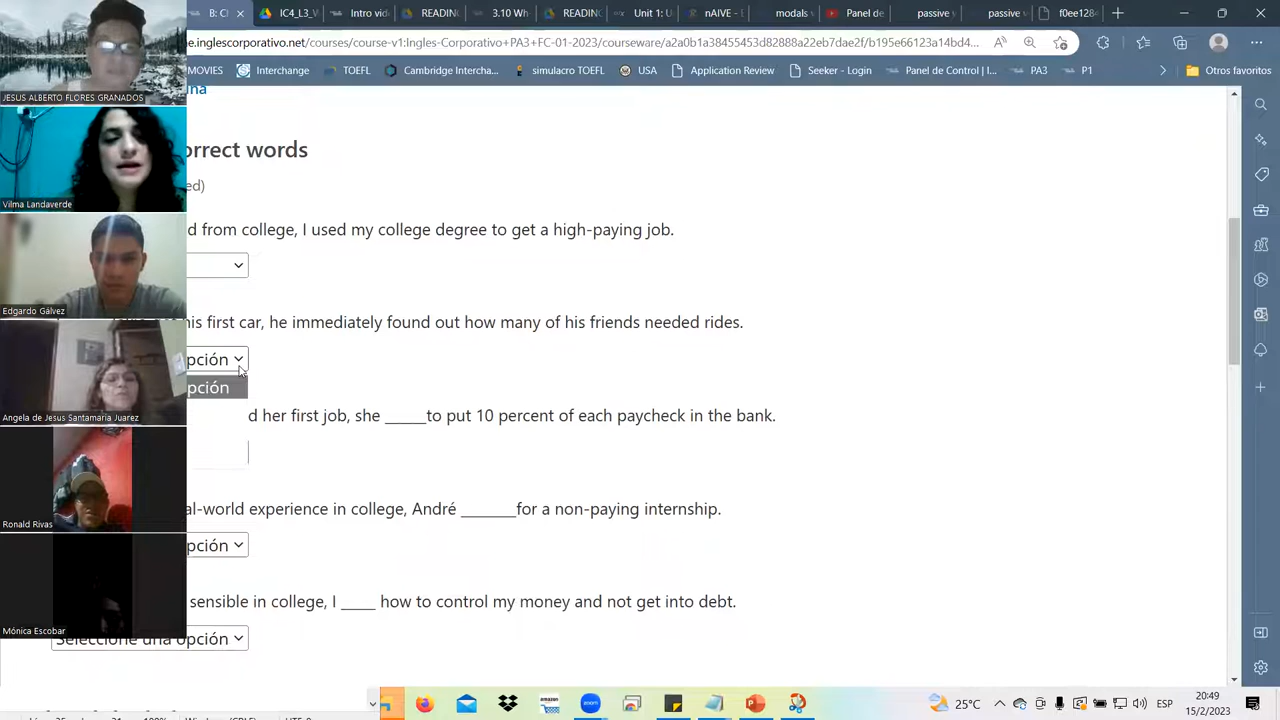 B: Cl
IC4_L3_V
Intro vid
READING
3.10 Wh
READING
Unit 1: U
nAIVE - E
modals v
Panel de
passive
passive v
00ee128
e.inglescorporativo.net/courses/course-v1:Ingles-Corporativo+PA3+FC-01-2023/courseware/a2a0b1a38455453d82888a22eb7dae2f/b195e66123a14bd4...
MOVIES
Interchange
TOEFL
Cambridge Intercha...
simulacro TOEFL
USA
Application Review
Seeker - Login
Panel de Control | I...
PA3
P1
Otros favoritos
JESUS ALBERTO FLORES GRANADOS
Vilma Landaverde
Edgardo Gálvez
Angela de Jesus Santamaria Juarez
Ronald Rivas
Mónica Escobar
orrect words
ed)
d from college, I used my college degree to get a high-paying job.
his first car, he immediately found out how many of his friends needed rides.
pción
pción
d her first job, she _____to put 10 percent of each paycheck in the bank.
al-world experience in college, André _______for a non-paying internship.
pción
sensible in college, I ____ how to control my money and not get into debt.
Seleccione una opción
25°C
ESP
20:49
15/2/2023